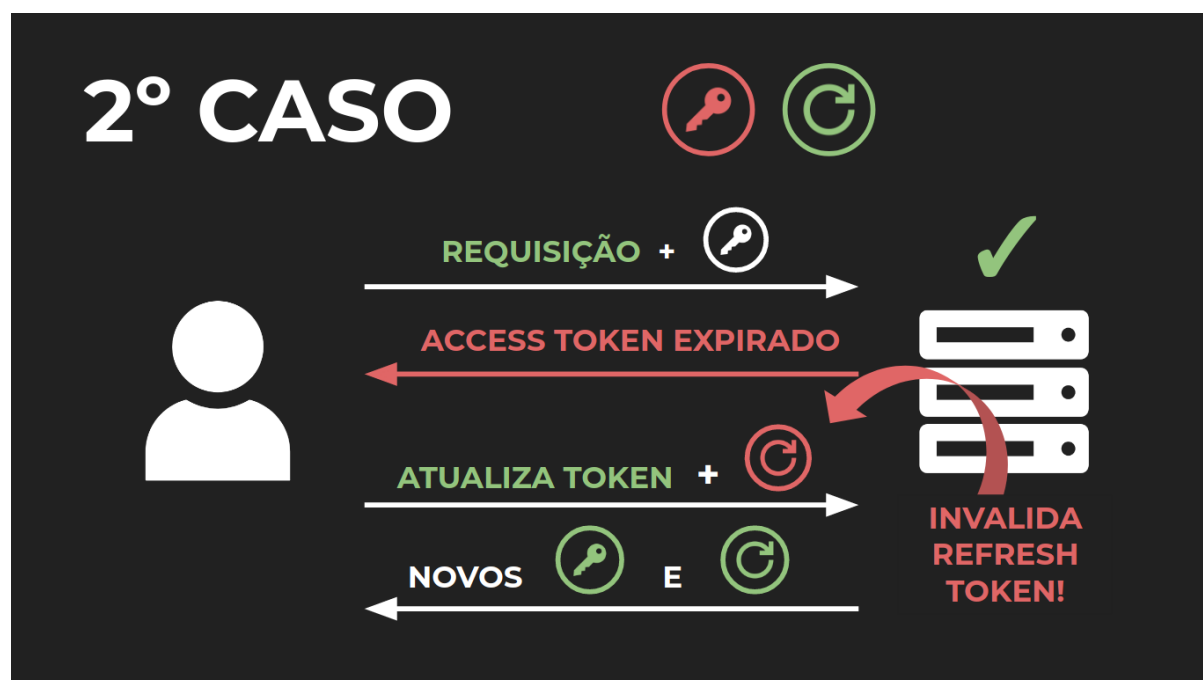 2º CASO
REQUISIÇÃO +
ACCESS TOKEN EXPIRADO
ATUALIZA TOKEN +
NOVOS E
INVALIDA
REFRESH
TOKEN!